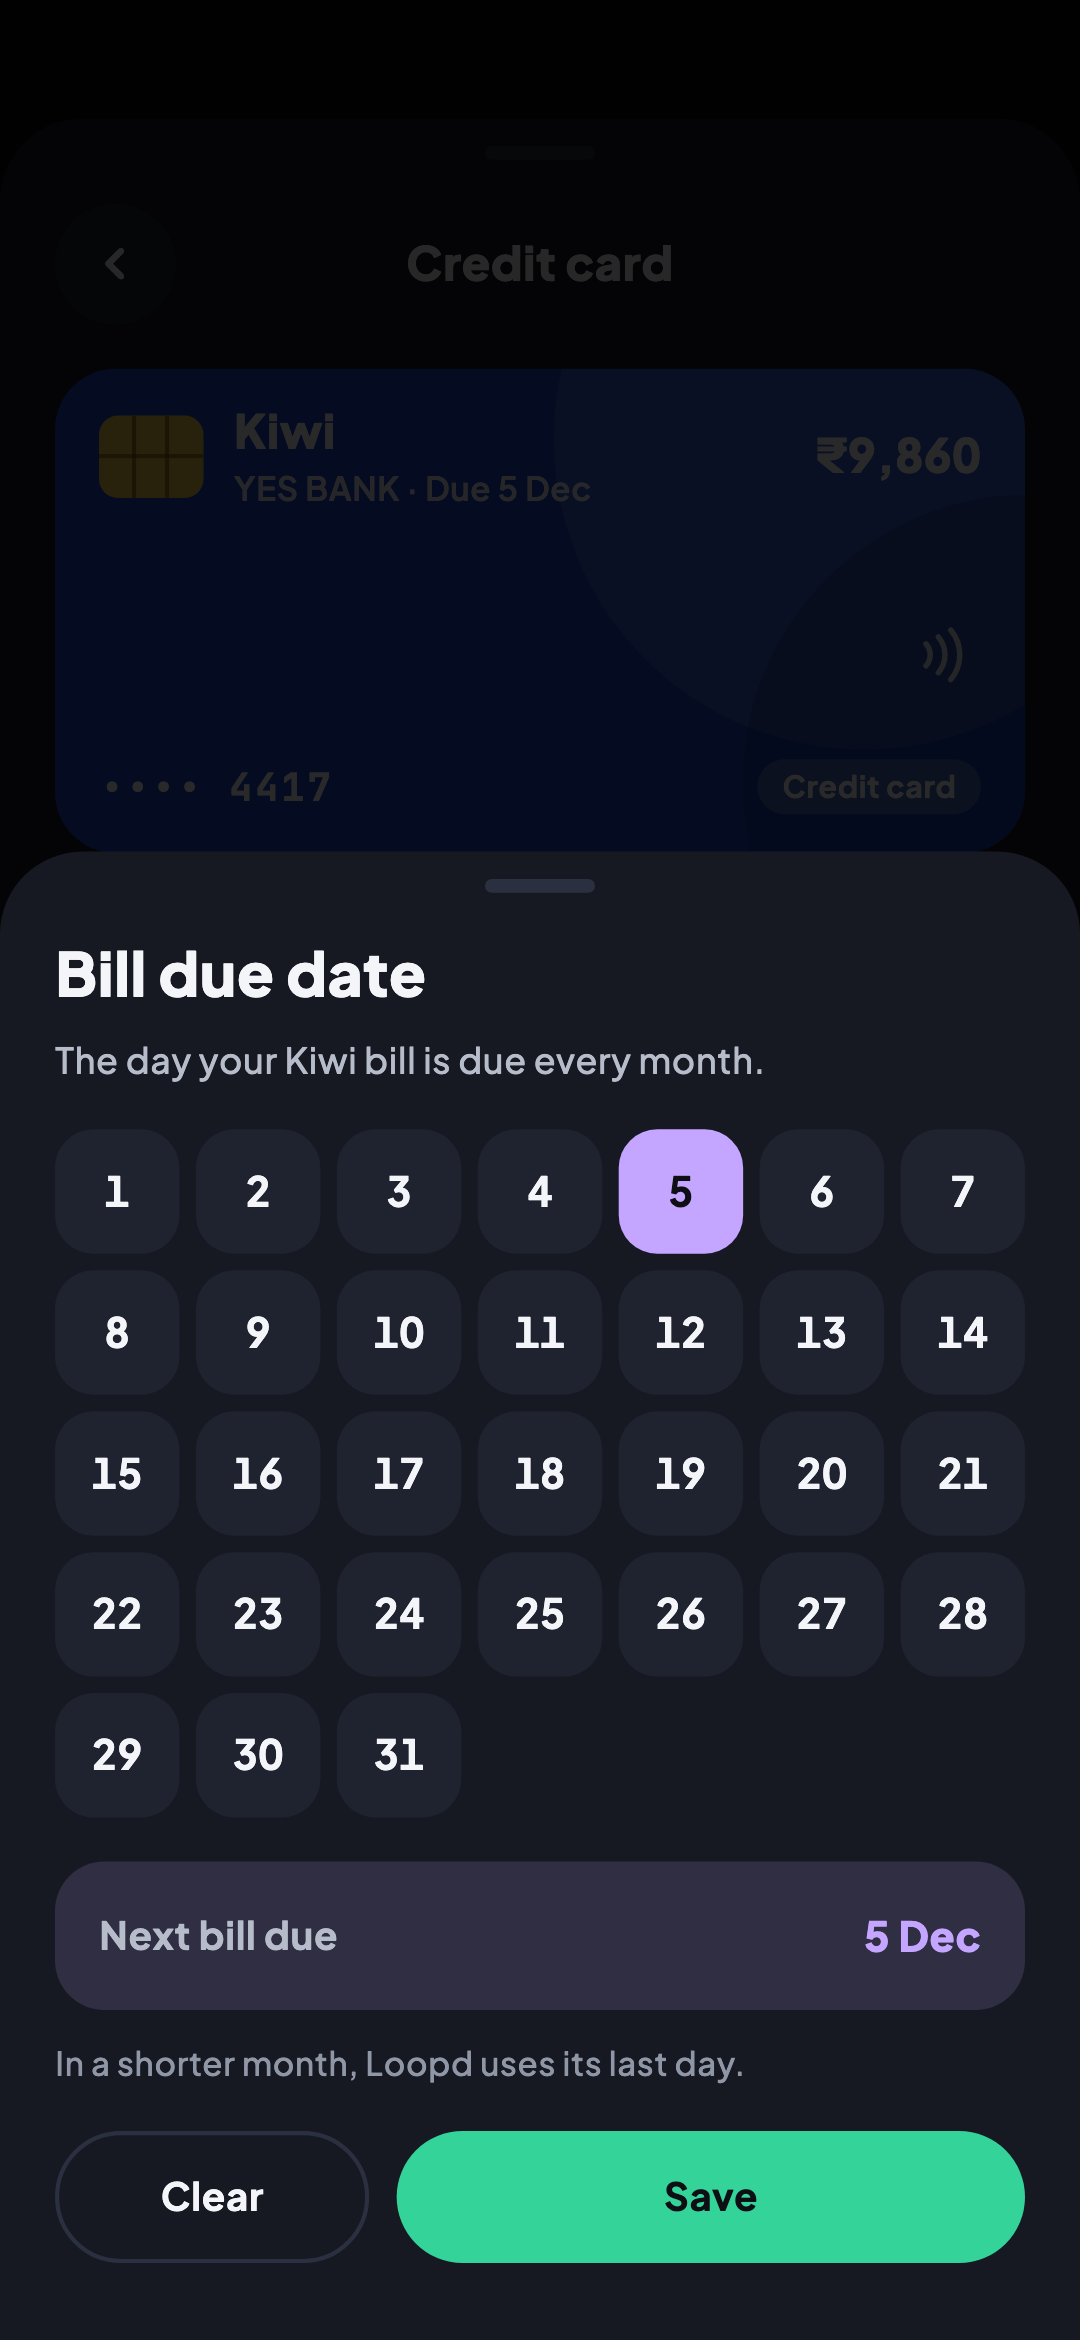 Credit card
Kiwi
₹9,860
YES BANK · Due 5 Dec
•••• 4417
Credit card
Bill due date
The day your Kiwi bill is due every month.
1 2 3 4 5 6 7
8 9 10 11 12 13 14
15 16 17 18 19 20 21
22 23 24 25 26 27 28
29 30 31
Next bill due 5 Dec
In a shorter month, Loopd uses its last day.
Clear Save